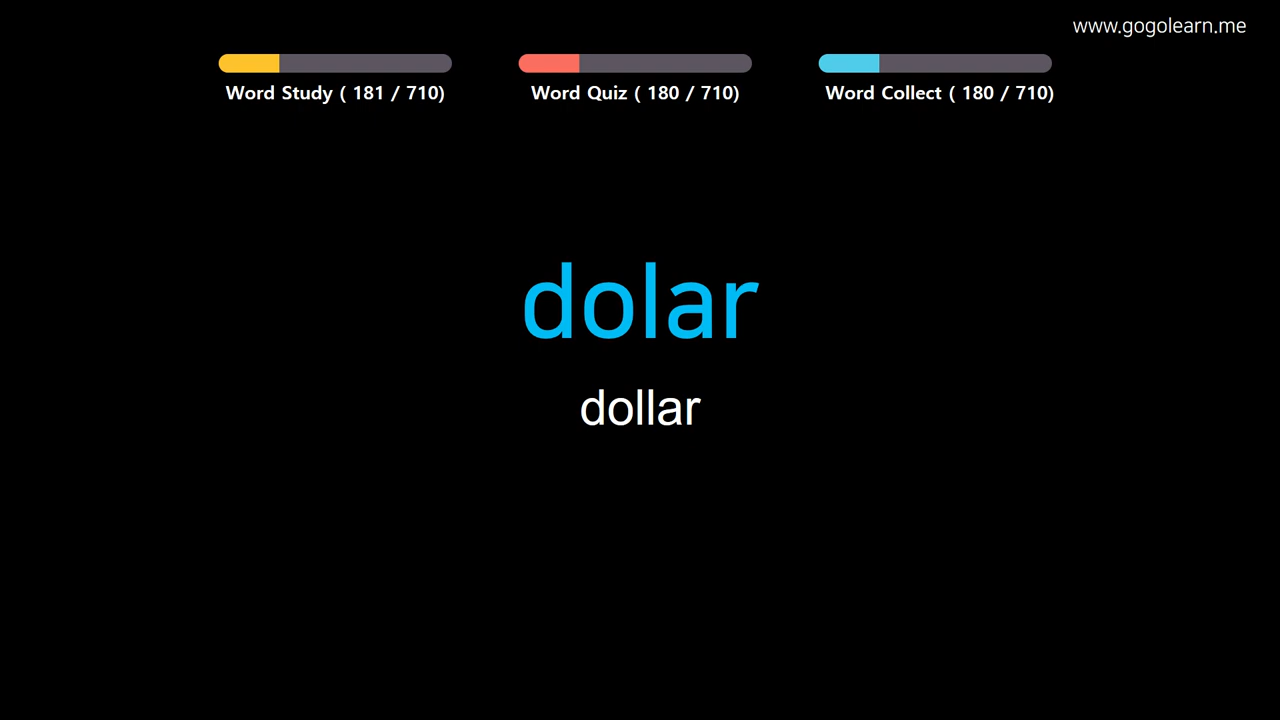 www.gogolearn.me
Word Study ( 181 / 710)
Word Quiz ( 180 / 710)
Word Collect ( 180 / 710)
dolar
dollar